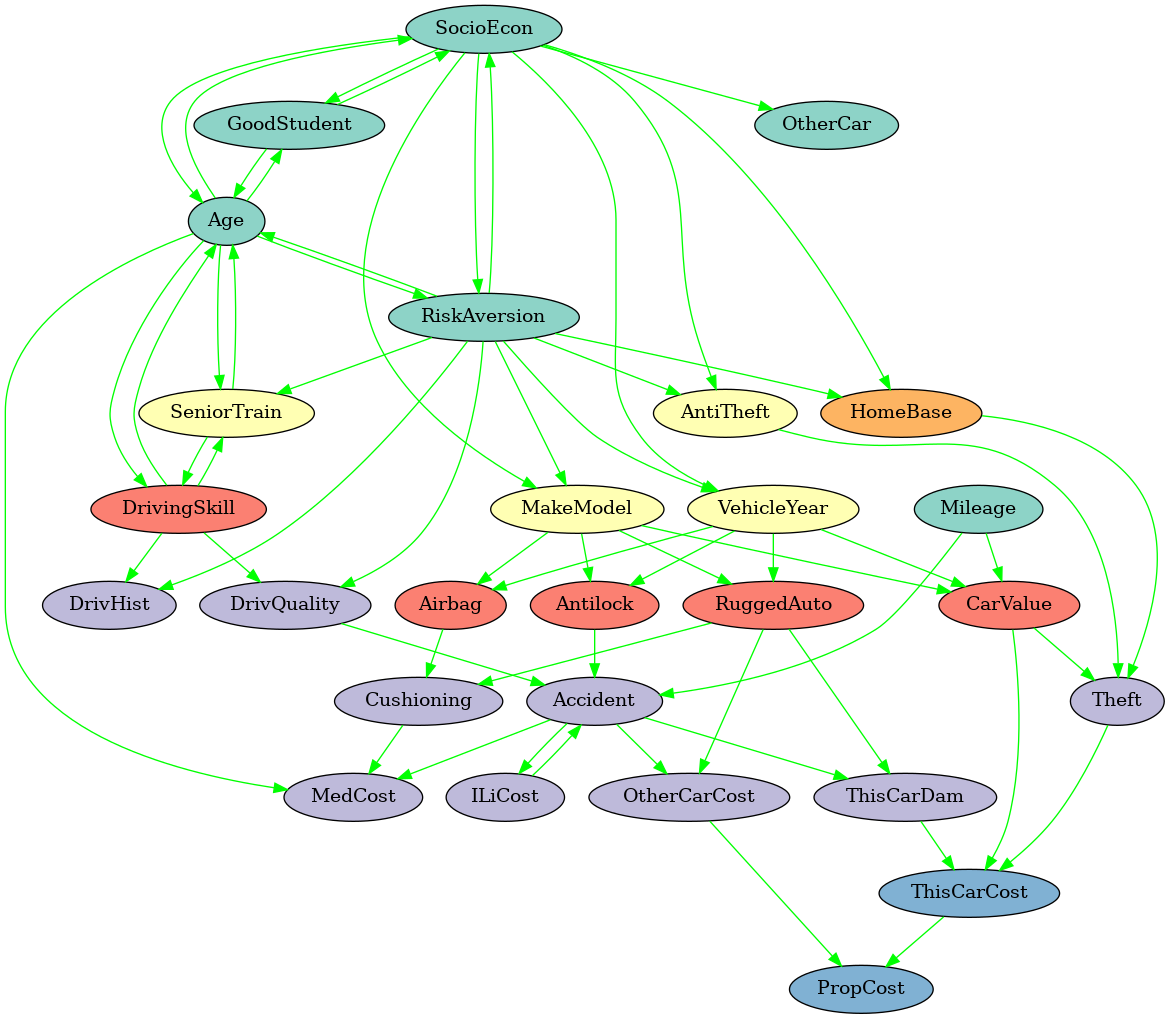 SocioEcon
GoodStudent
OtherCar
Age
RiskAversion
SeniorTrain
AntiTheft
HomeBase
DrivingSkill
MakeModel
VehicleYear
Mileage
DrivHist
DrivQuality
Airbag
Antilock
RuggedAuto
CarValue
Cushioning
Accident
Theft
MedCost
ILiCost
OtherCarCost
ThisCarDam
ThisCarCost
PropCost